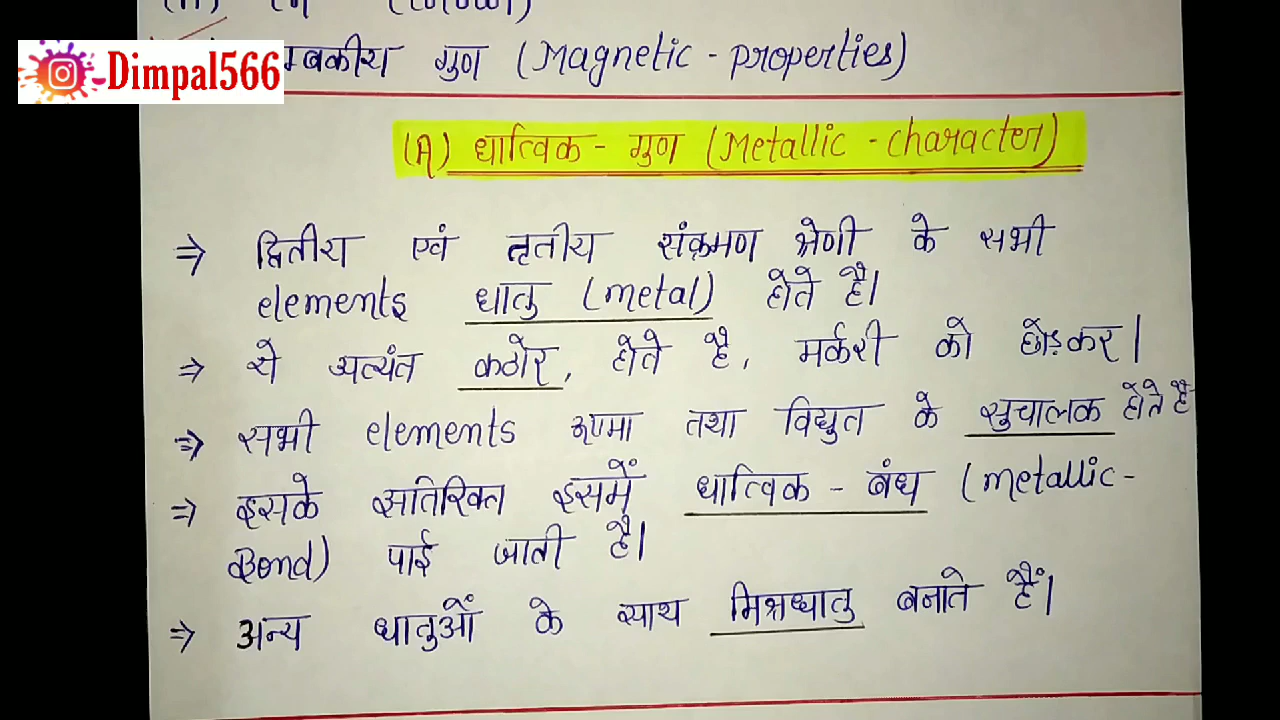 Dimpal566
म्बकीय गुण (Magnetic - properties)
(A) धात्विक - गुण (Metallic - character)
⇒ द्वितीय एवं तृतीय संक्रमण श्रेणी के सभी
elements धातु (metal) होते है।
⇒ ये अत्यंत कठोर, होते है, मर्करी को छोड़कर।
⇒ सभी elements ऊष्मा तथा विद्युत के सुचालक होते है
⇒ इसके अतिरिक्त इसमें धात्विक - बंध (metallic -
Bond) पाई जाती है।
⇒ अन्य धातुओं के साथ मिश्रधातु बनाते हैं।